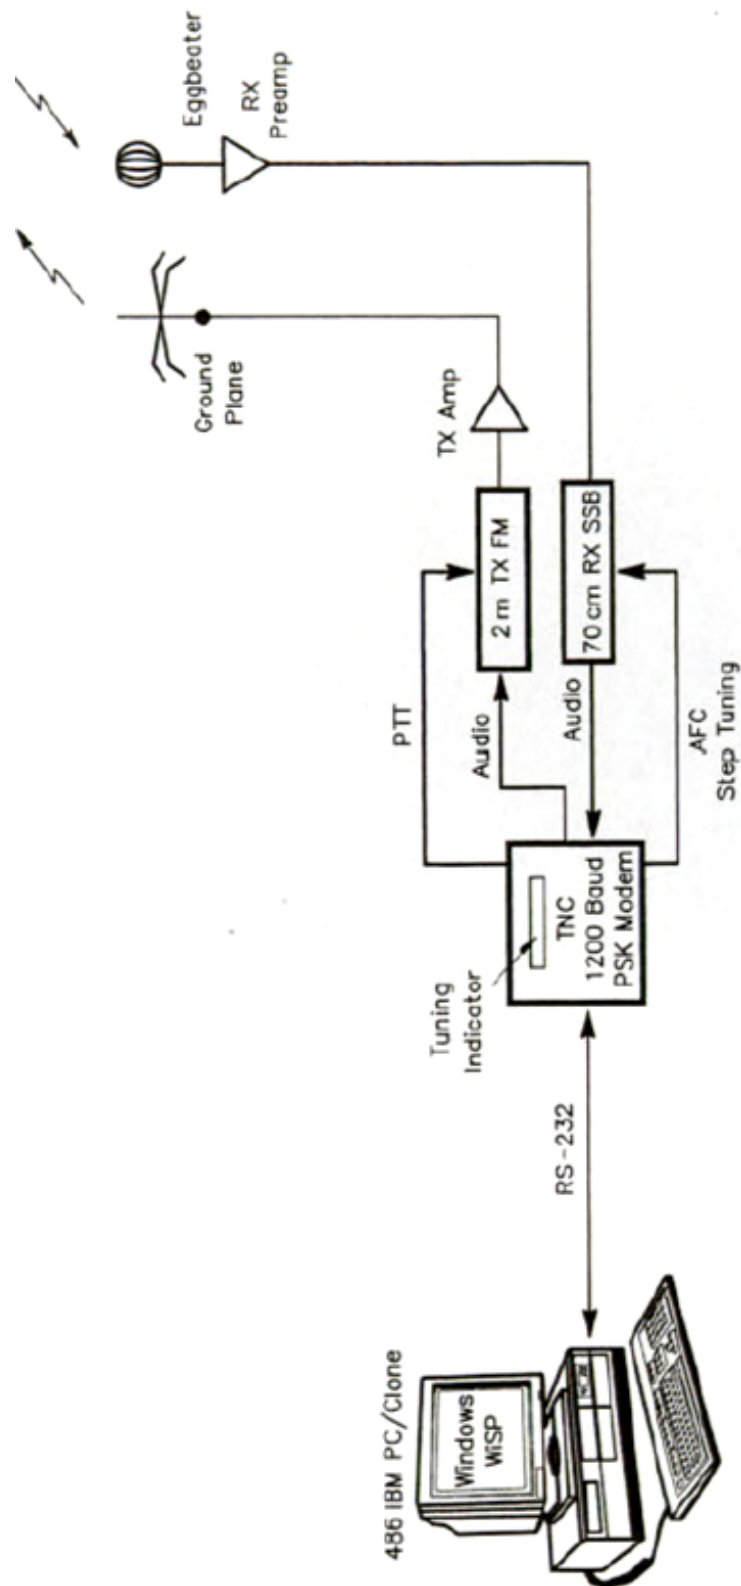 486 IBM PC/Clone
Windows
WiSP
RS-232
Tuning
Indicator
TNC
1200 Baud
PSK Modem
PTT
Audio
2 m TX FM
TX Amp
Audio
70 cm RX SSB
AFC
Step Tuning
Ground
Plane
Eggbeater
RX
Preamp